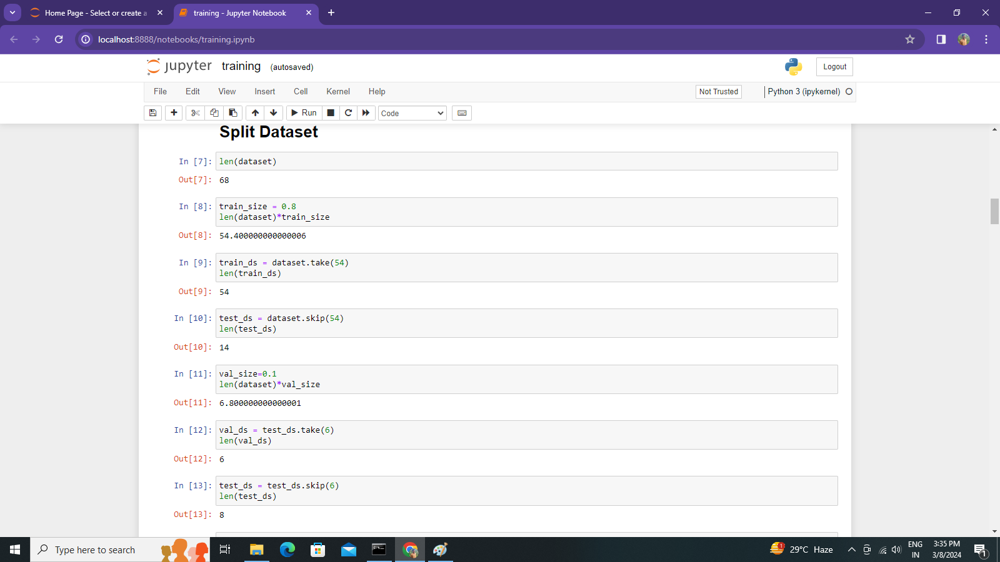 Home Page - Select or create a
training - Jupyter Notebook
localhost:8888/notebooks/training.ipynb
jupyter training (autosaved)
Logout
File Edit View Insert Cell Kernel Help
Not Trusted
Python 3 (ipykernel)
Run
Code
Split Dataset
In [7]: len(dataset)
Out[7]: 68
In [8]: train_size = 0.8
len(dataset)*train_size
Out[8]: 54.400000000000006
In [9]: train_ds = dataset.take(54)
len(train_ds)
Out[9]: 54
In [10]: test_ds = dataset.skip(54)
len(test_ds)
Out[10]: 14
In [11]: val_size=0.1
len(dataset)*val_size
Out[11]: 6.800000000000001
In [12]: val_ds = test_ds.take(6)
len(val_ds)
Out[12]: 6
In [13]: test_ds = test_ds.skip(6)
len(test_ds)
Out[13]: 8
Type here to search
1
29°C Haze
ENG
IN
3:35 PM
3/8/2024
1